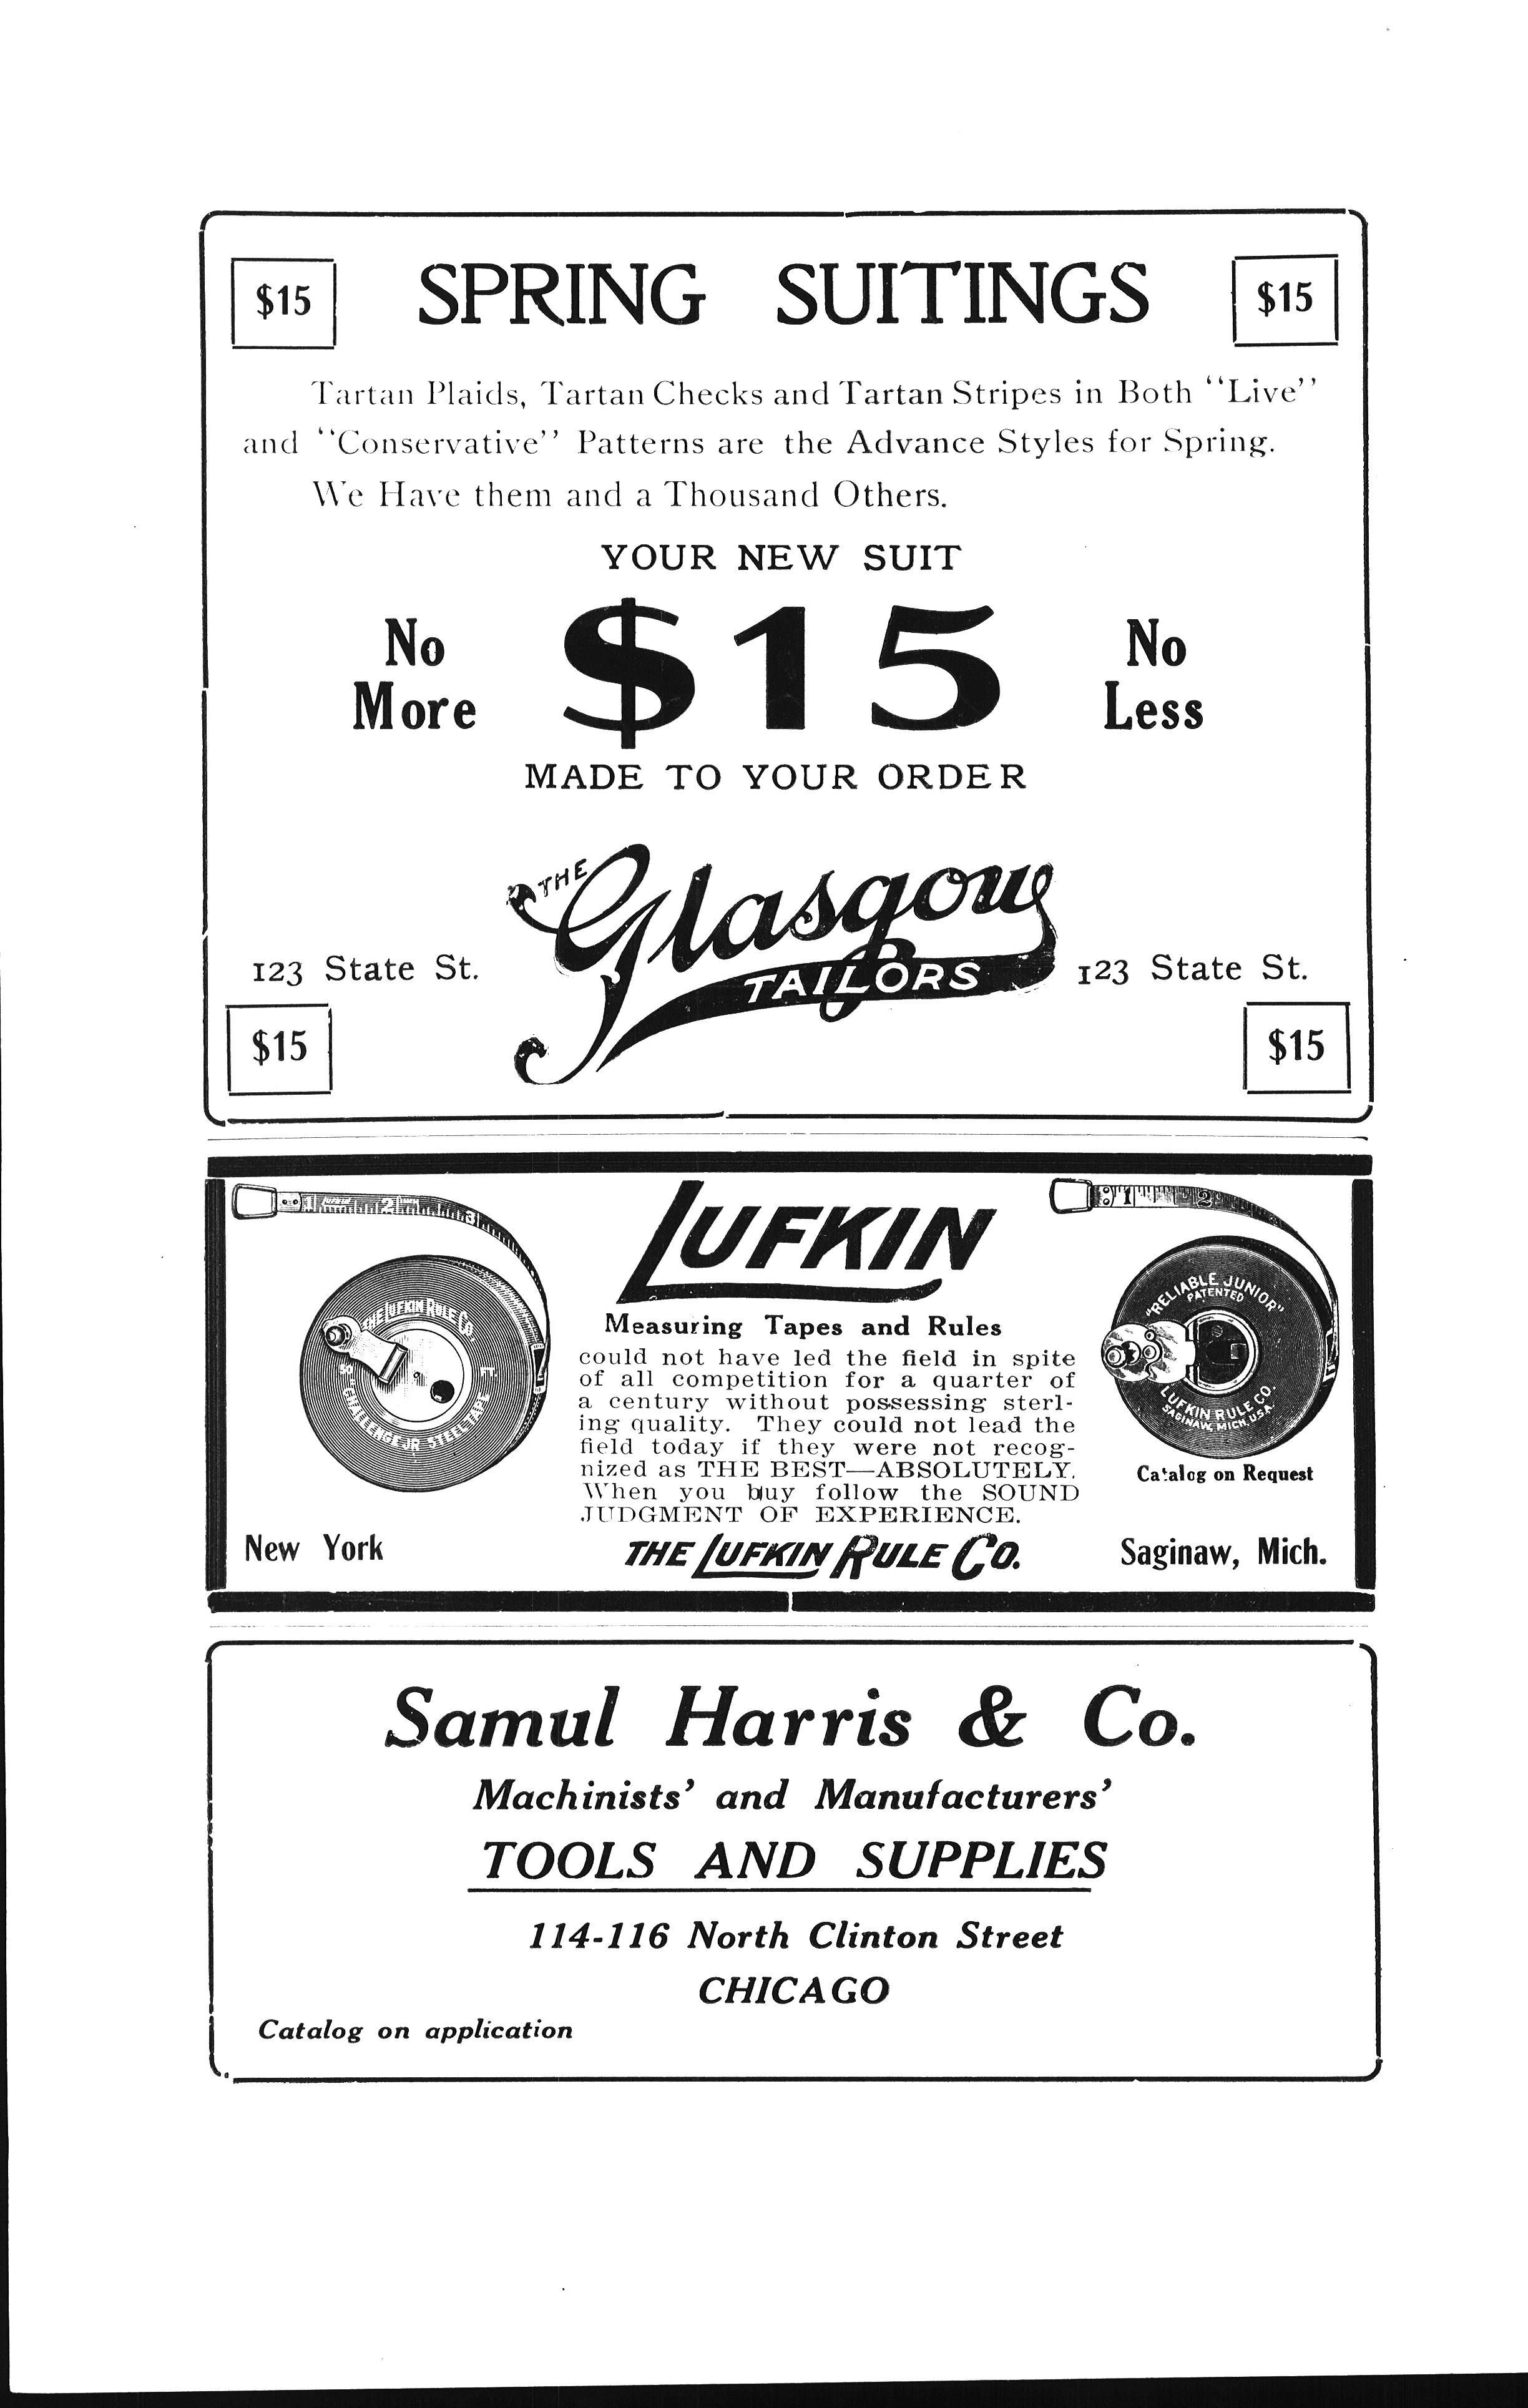 $15 SPRING SUITINGS $15
Tartan Plaids, Tartan Checks and Tartan Stripes in Both "Live"
and "Conservative" Patterns are the Advance Styles for Spring.
We Have them and a Thousand Others.
YOUR NEW SUIT
No More $15 No Less
MADE TO YOUR ORDER
THE Glasgow TAILORS
123 State St. 123 State St.
$15 $15
LUFKIN
1 2 3
1 2
THE LUFKIN RULE CO.
50 "CHALLENGE JR" STEEL TAPE FT.
"RELIABLE JUNIOR"
PATENTED
LUFKIN RULE CO.
SAGINAW, MICH. U.S.A.
Measuring Tapes and Rules
could not have led the field in spite
of all competition for a quarter of
a century without possessing sterl-
ing quality. They could not lead the
field today if they were not recog-
nized as THE BEST—ABSOLUTELY.
When you buy follow the SOUND
JUDGMENT OF EXPERIENCE.
Catalog on Request
New York THE LUFKIN RULE CO. Saginaw, Mich.
Samul Harris & Co.
Machinists' and Manufacturers'
TOOLS AND SUPPLIES
114-116 North Clinton Street
CHICAGO
Catalog on application